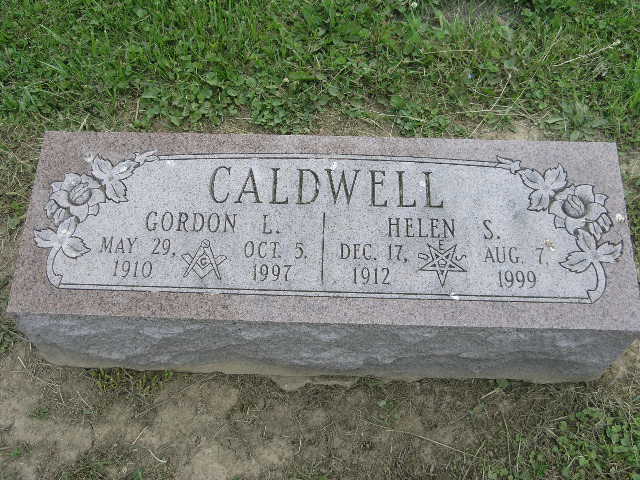 CALDWELL
GORDON L. HELEN S.
MAY 29, OCT. 5, DEC. 17, AUG. 7,
1910 G 1997 1912 E 1999